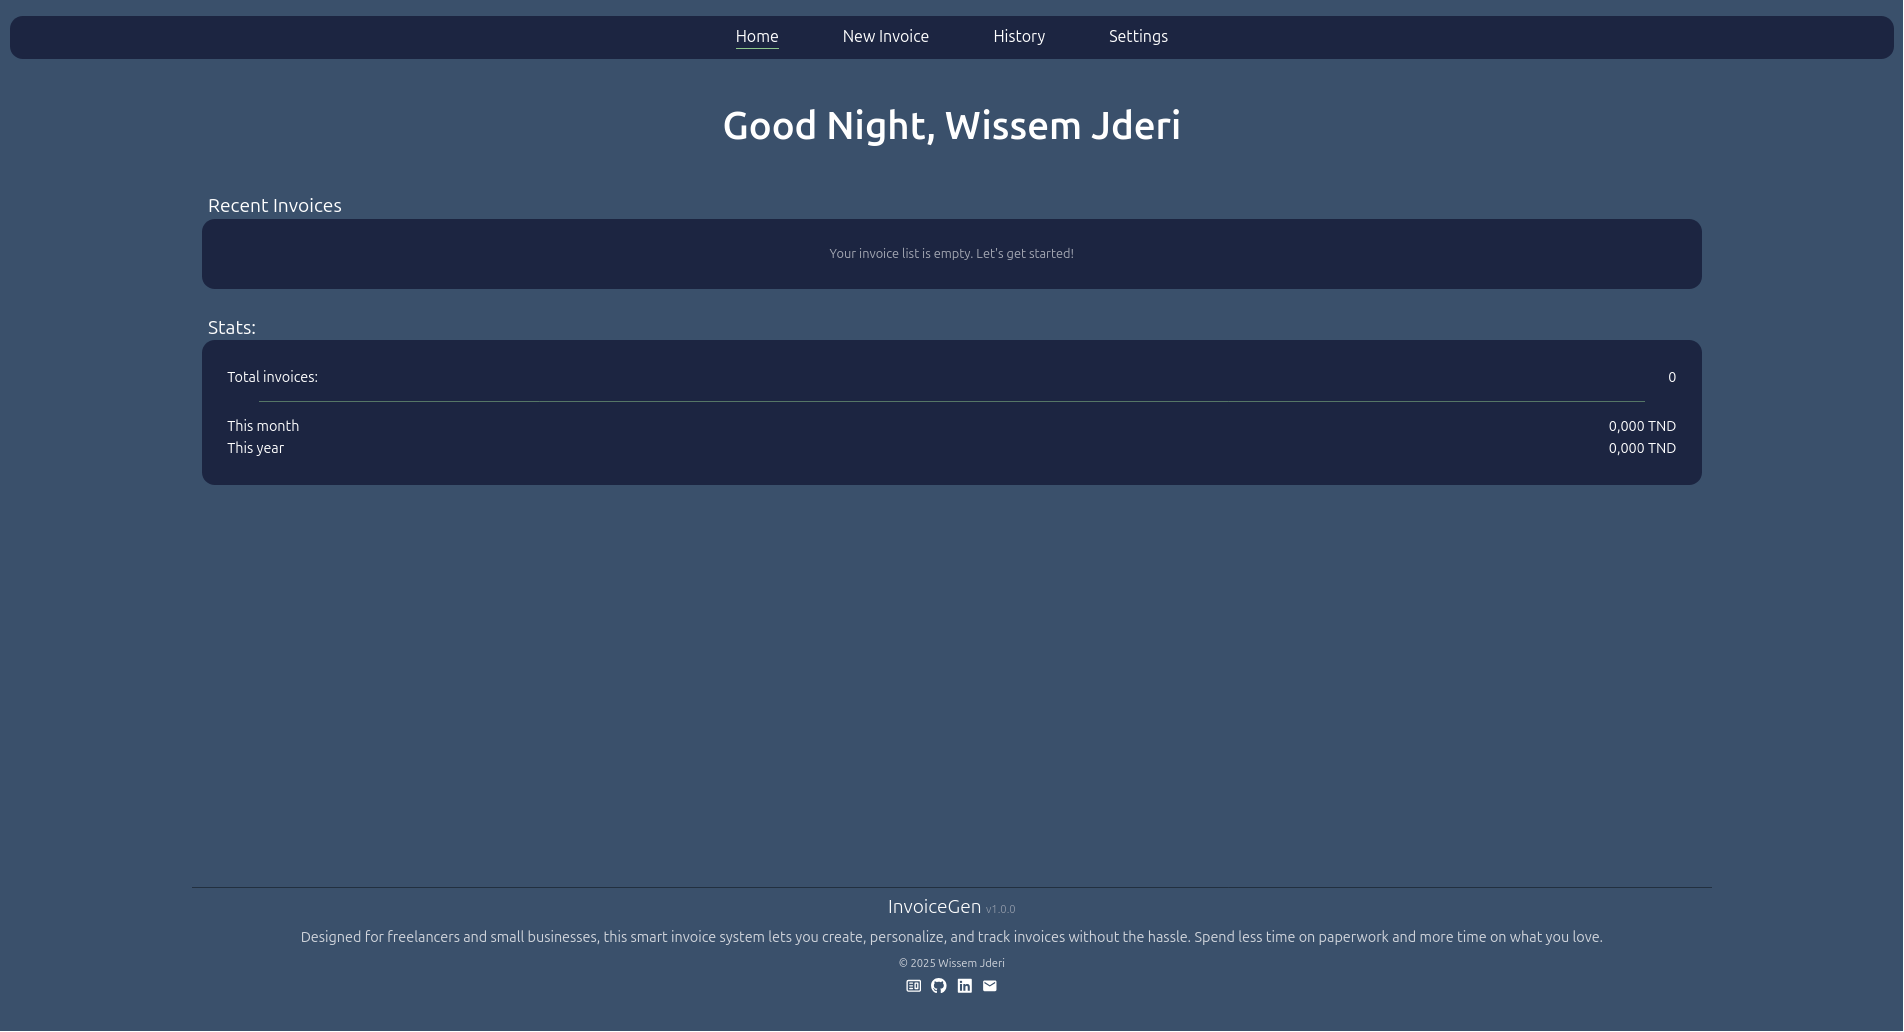 Home New Invoice History Settings
Good Night, Wissem Jderi
Recent Invoices
Your invoice list is empty. Let's get started!
Stats:
Total invoices: 0
This month 0,000 TND
This year 0,000 TND
InvoiceGen v1.0.0
Designed for freelancers and small businesses, this smart invoice system lets you create, personalize, and track invoices without the hassle. Spend less time on paperwork and more time on what you love.
© 2025 Wissem Jderi